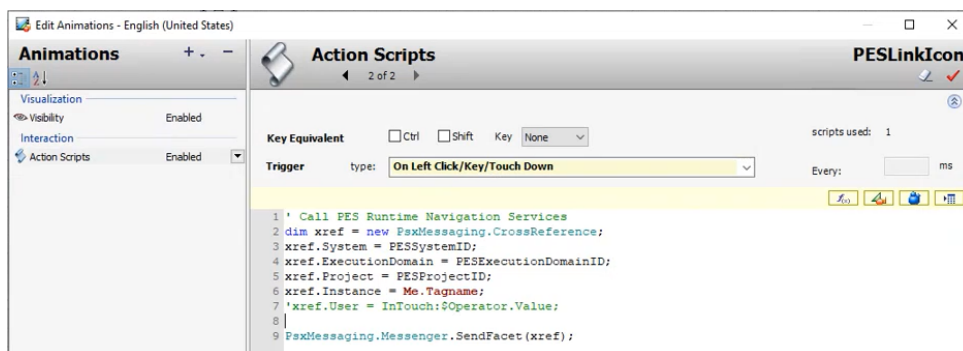 Edit Animations - English (United States)
Animations
Action Scripts
PESLinkIcon
2 of 2
Visualization
Visibility Enabled
Interaction
Action Scripts Enabled
Key Equivalent Ctrl Shift Key None scripts used: 1
Trigger type: On Left Click/Key/Touch Down Every: ms
1 ' Call PES Runtime Navigation Services
2 dim xref = new PsxMessaging.CrossReference;
3 xref.System = PESSystemID;
4 xref.ExecutionDomain = PESExecutionDomainID;
5 xref.Project = PESProjectID;
6 xref.Instance = Me.Tagname;
7 'xref.User = InTouch:$Operator.Value;
8
9 PsxMessaging.Messenger.SendFacet(xref);